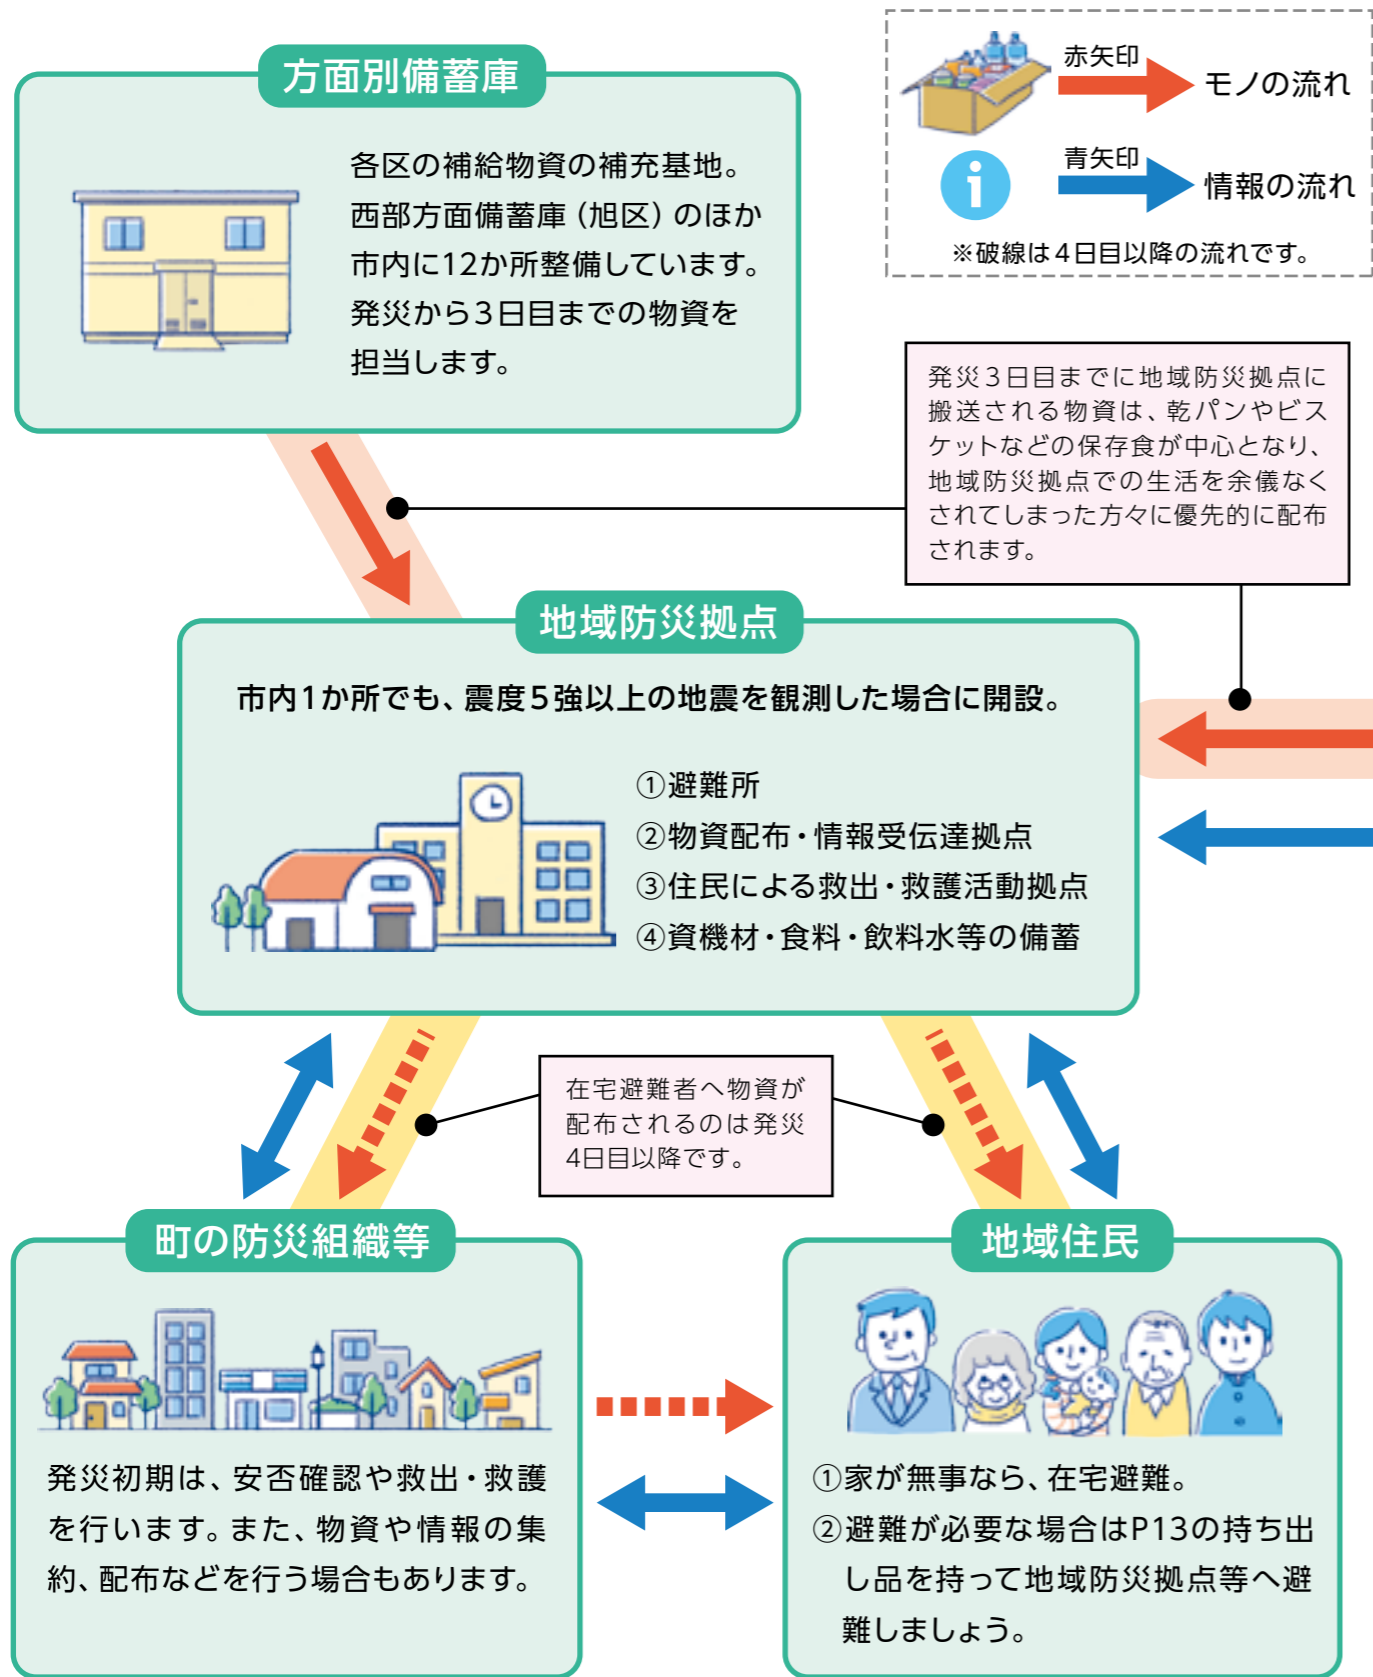 方面別備蓄庫
各区の補給物資の補充基地。
西部方面備蓄庫（旭区）のほか
市内に12か所整備しています。
発災から3日目までの物資を
担当します。
赤矢印
モノの流れ
青矢印
情報の流れ
※破線は4日目以降の流れです。
発災3日目までに地域防災拠点に
搬送される物資は、乾パンやビス
ケットなどの保存食が中心となり、
地域防災拠点での生活を余儀なく
されてしまった方々に優先的に配布
されます。
地域防災拠点
市内1か所でも、震度5強以上の地震を観測した場合に開設。
①避難所
②物資配布・情報受伝達拠点
③住民による救出・救護活動拠点
④資機材・食料・飲料水等の備蓄
在宅避難者へ物資が
配布されるのは発災
4日目以降です。
町の防災組織等
発災初期は、安否確認や救出・救護
を行います。また、物資や情報の集
約、配布などを行う場合もあります。
地域住民
①家が無事なら、在宅避難。
②避難が必要な場合はP13の持ち出
し品を持って地域防災拠点等へ避
難しましょう。